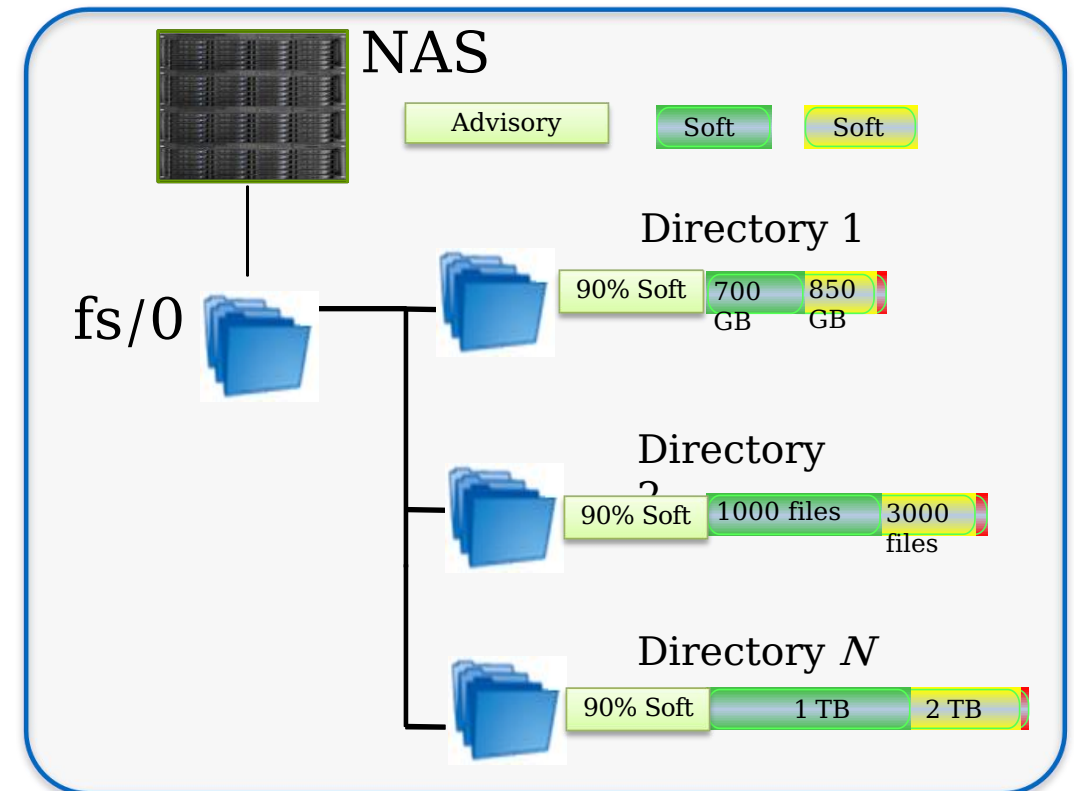 NAS
Advisory
Soft
Soft
Directory 1
90% Soft
700
GB
850
GB
fs/0
Directory
2
90% Soft
1000 files
3000
files
Directory N
90% Soft
1 TB
2 TB